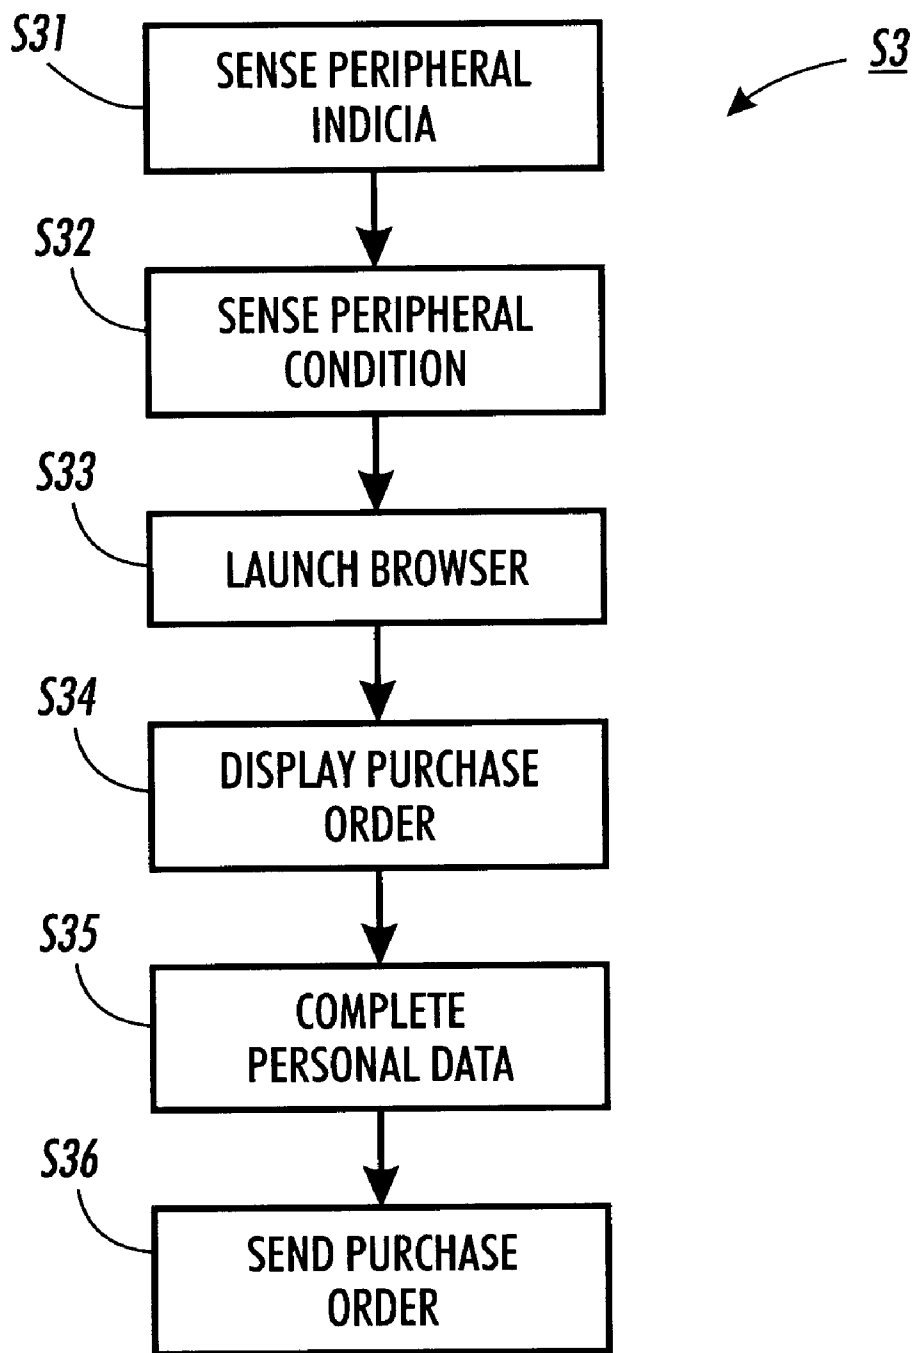 S31
SENSE PERIPHERAL
INDICIA
S3
S32
SENSE PERIPHERAL
CONDITION
S33
LAUNCH BROWSER
S34
DISPLAY PURCHASE
ORDER
S35
COMPLETE
PERSONAL DATA
S36
SEND PURCHASE
ORDER